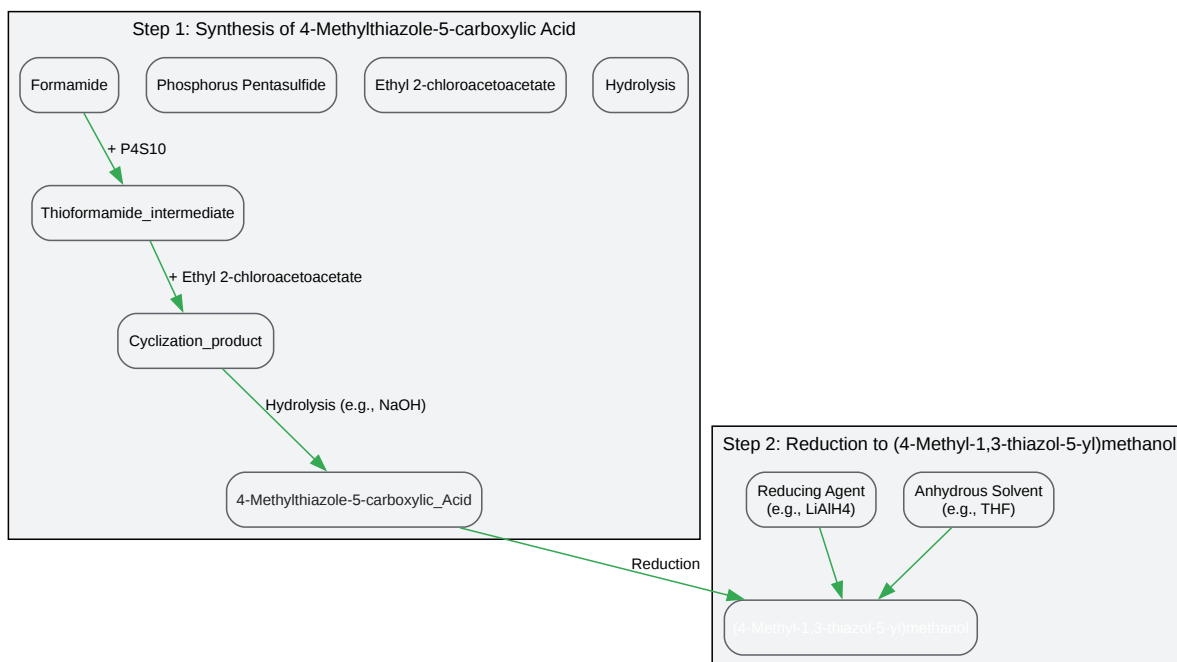 Step 1: Synthesis of 4-Methylthiazole-5-carboxylic Acid
Formamide
Phosphorus Pentasulfide
Ethyl 2-chloroacetoacetate
Hydrolysis
+ P4S10
Thioformamide_intermediate
+ Ethyl 2-chloroacetoacetate
Cyclization_product
Hydrolysis (e.g., NaOH)
4-Methylthiazole-5-carboxylic_Acid
Step 2: Reduction to (4-Methyl-1,3-thiazol-5-yl)methanol
Reducing Agent
(e.g., LiAlH4)
Anhydrous Solvent
(e.g., THF)
Reduction
(4-Methyl-1,3-thiazol-5-yl)methanol